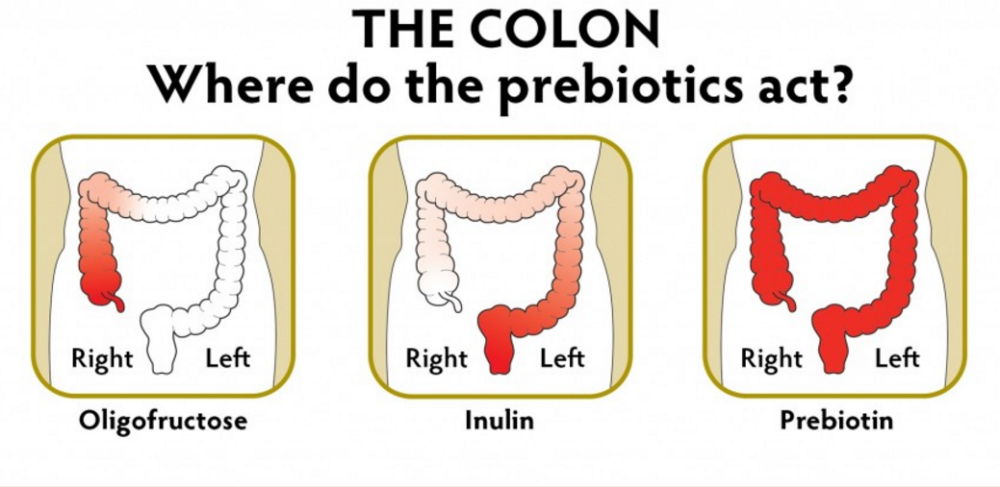 THE COLON
Where do the prebiotics act?
Right Left
Oligofructose
Right Left
Inulin
Right Left
Prebiotin